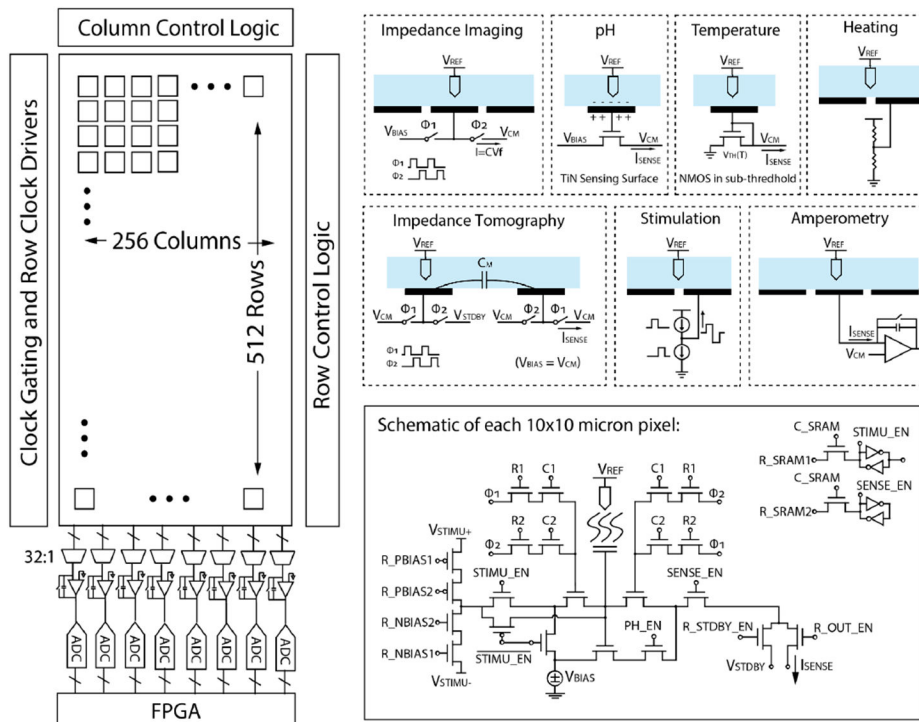 Column Control Logic
Clock Gating and Row Clock Drivers
256 Columns
512 Rows
Row Control Logic
32:1
ADC
ADC
ADC
ADC
ADC
ADC
ADC
ADC
FPGA
Impedance Imaging
VREF
VBIAS
Φ1
Φ2
VCM
I=CVf
Φ1
Φ2
pH
VREF
- - - - -
++ ++
VBIAS
VCM
ISENSE
TiN Sensing Surface
Temperature
VREF
VCM
VTH(T)
ISENSE
NMOS in sub-thredhold
Heating
VREF
Impedance Tomography
VREF
CM
VCM
Φ1
Φ2
VSTDBY
VCM
Φ1
Φ2
VCM
ISENSE
Φ1
Φ2
(VBIAS = VCM)
Stimulation
VREF
Amperometry
VREF
ISENSE
VCM
Schematic of each 10x10 micron pixel:
C_SRAM
STIMU_EN
R_SRAM1
C_SRAM
SENSE_EN
R_SRAM2
R1
C1
VREF
C1
R1
Φ1
Φ2
R2
C2
C2
R2
Φ2
Φ1
VSTIMU+
R_PBIAS1
STIMU_EN
SENSE_EN
R_PBIAS2
R_NBIAS2
PH_EN
R_STDBY_EN
R_OUT_EN
R_NBIAS1
STIMU_EN
VSTIMU-
VBIAS
VSTDBY
ISENSE